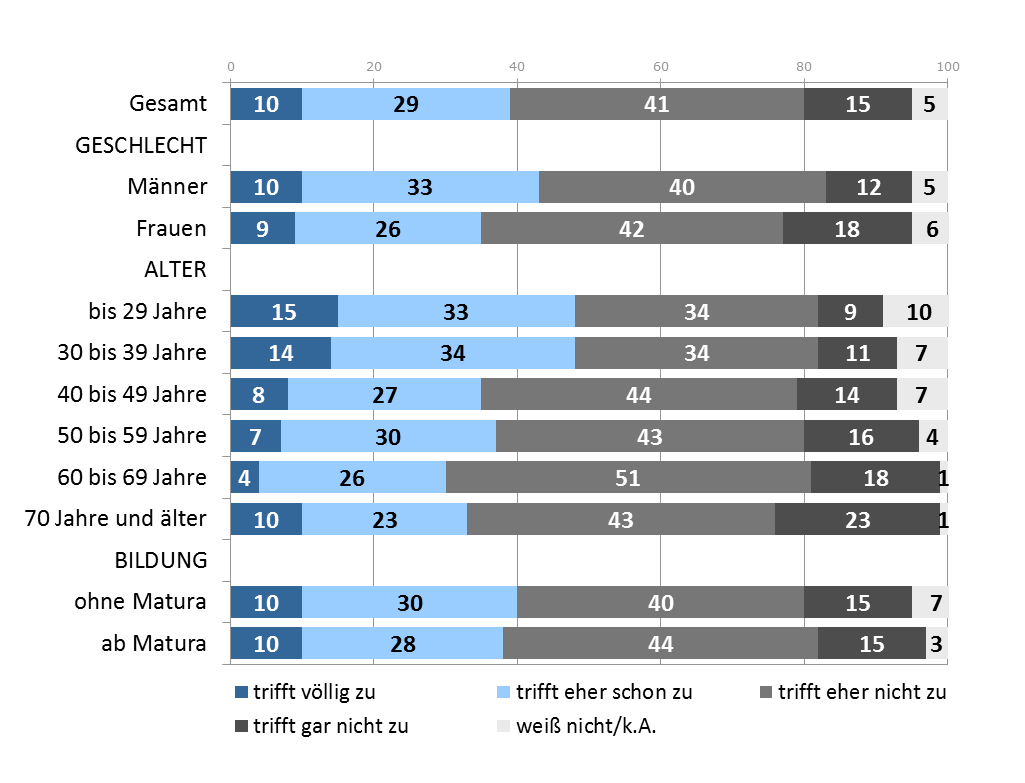 0 20 40 60 80 100
Gesamt 10 29 41 15 5
GESCHLECHT
Männer 10 33 40 12 5
Frauen 9 26 42 18 6
ALTER
bis 29 Jahre 15 33 34 9 10
30 bis 39 Jahre 14 34 34 11 7
40 bis 49 Jahre 8 27 44 14 7
50 bis 59 Jahre 7 30 43 16 4
60 bis 69 Jahre 4 26 51 18 1
70 Jahre und älter 10 23 43 23 1
BILDUNG
ohne Matura 10 30 40 15 7
ab Matura 10 28 44 15 3
trifft völlig zu trifft eher schon zu trifft eher nicht zu
trifft gar nicht zu weiß nicht/k.A.